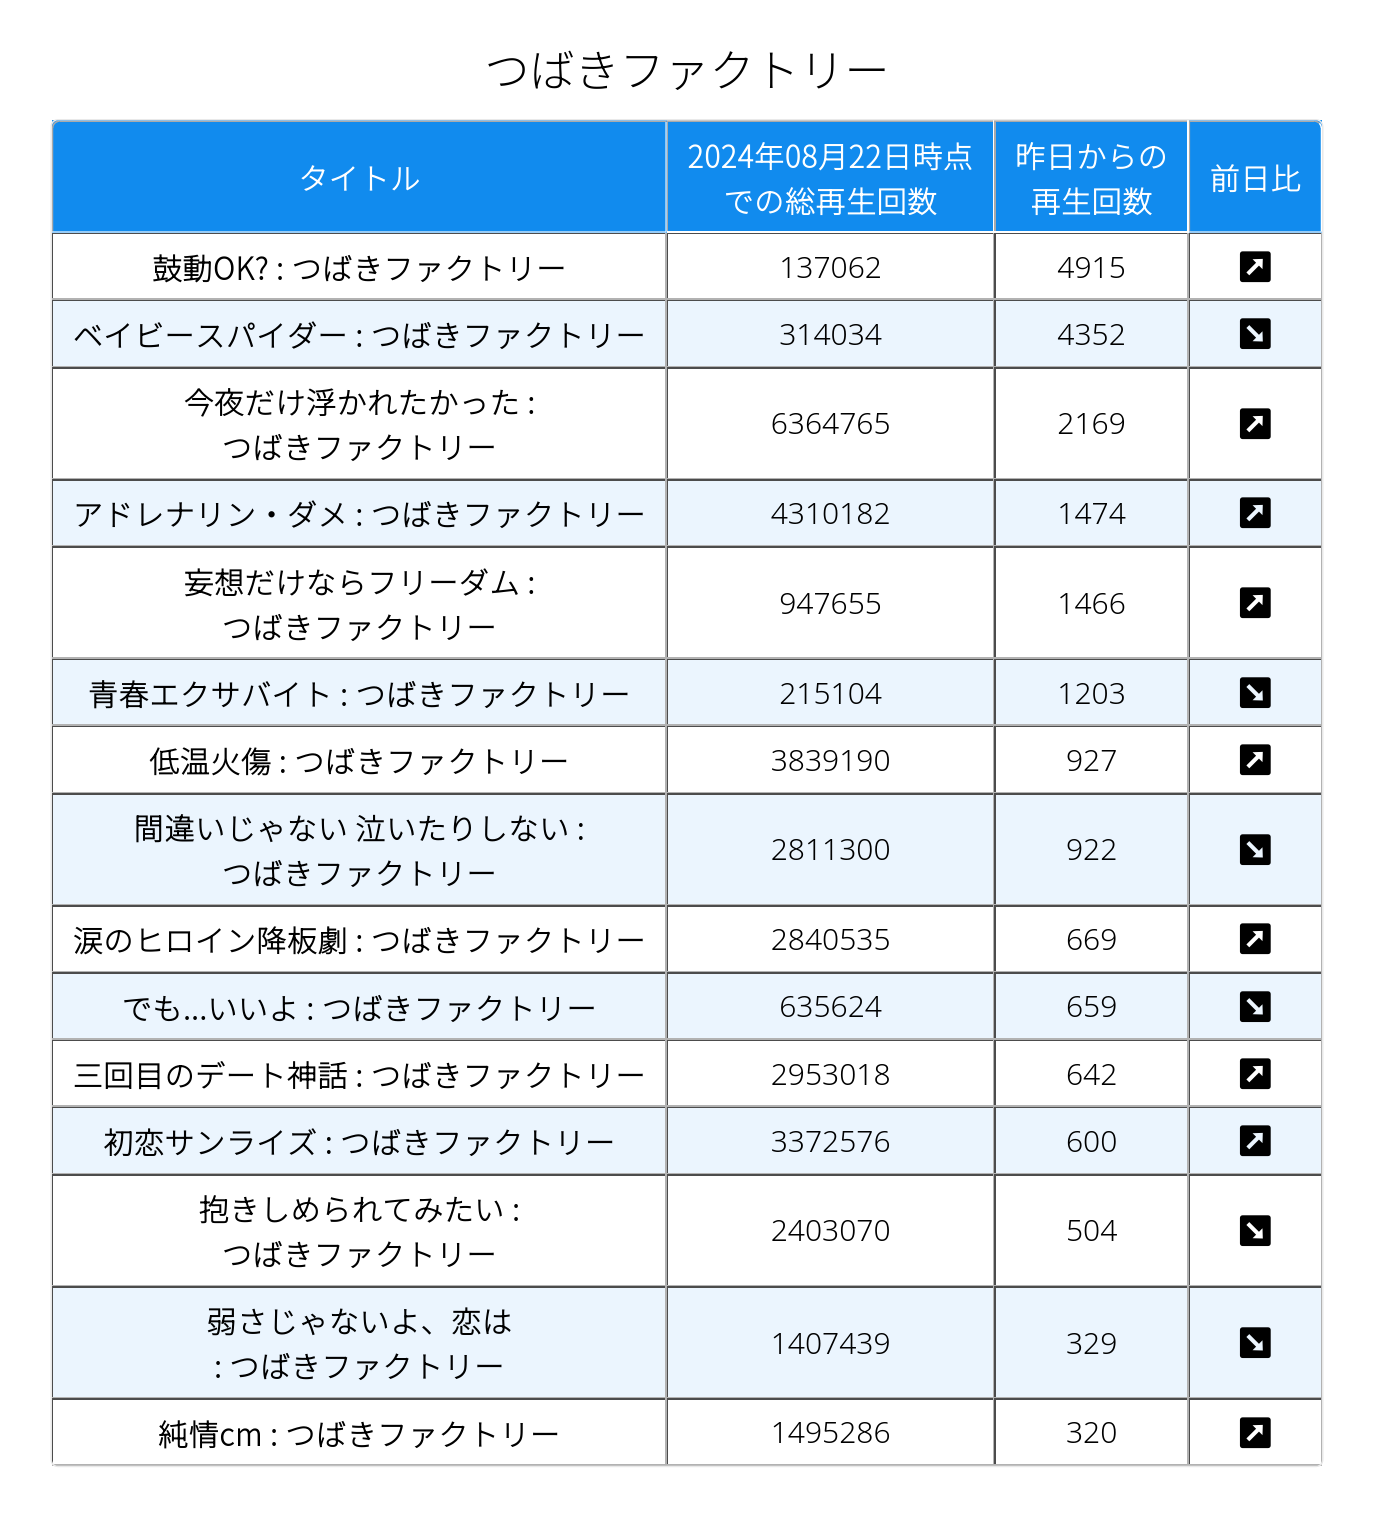 つばきファクトリー
タイトル
2024年08月22日時点
での総再生回数
昨日からの
再生回数
前日比
鼓動OK? : つばきファクトリー 137062 4915 ↗
ベイビースパイダー : つばきファクトリー 314034 4352 ↘
今夜だけ浮かれたかった :
つばきファクトリー 6364765 2169 ↗
アドレナリン・ダメ : つばきファクトリー 4310182 1474 ↗
妄想だけならフリーダム :
つばきファクトリー 947655 1466 ↗
青春エクサバイト : つばきファクトリー 215104 1203 ↘
低温火傷 : つばきファクトリー 3839190 927 ↗
間違いじゃない 泣いたりしない :
つばきファクトリー 2811300 922 ↘
涙のヒロイン降板劇 : つばきファクトリー 2840535 669 ↗
でも...いいよ : つばきファクトリー 635624 659 ↘
三回目のデート神話 : つばきファクトリー 2953018 642 ↗
初恋サンライズ : つばきファクトリー 3372576 600 ↗
抱きしめられてみたい :
つばきファクトリー 2403070 504 ↘
弱さじゃないよ、恋は
: つばきファクトリー 1407439 329 ↘
純情cm : つばきファクトリー 1495286 320 ↗